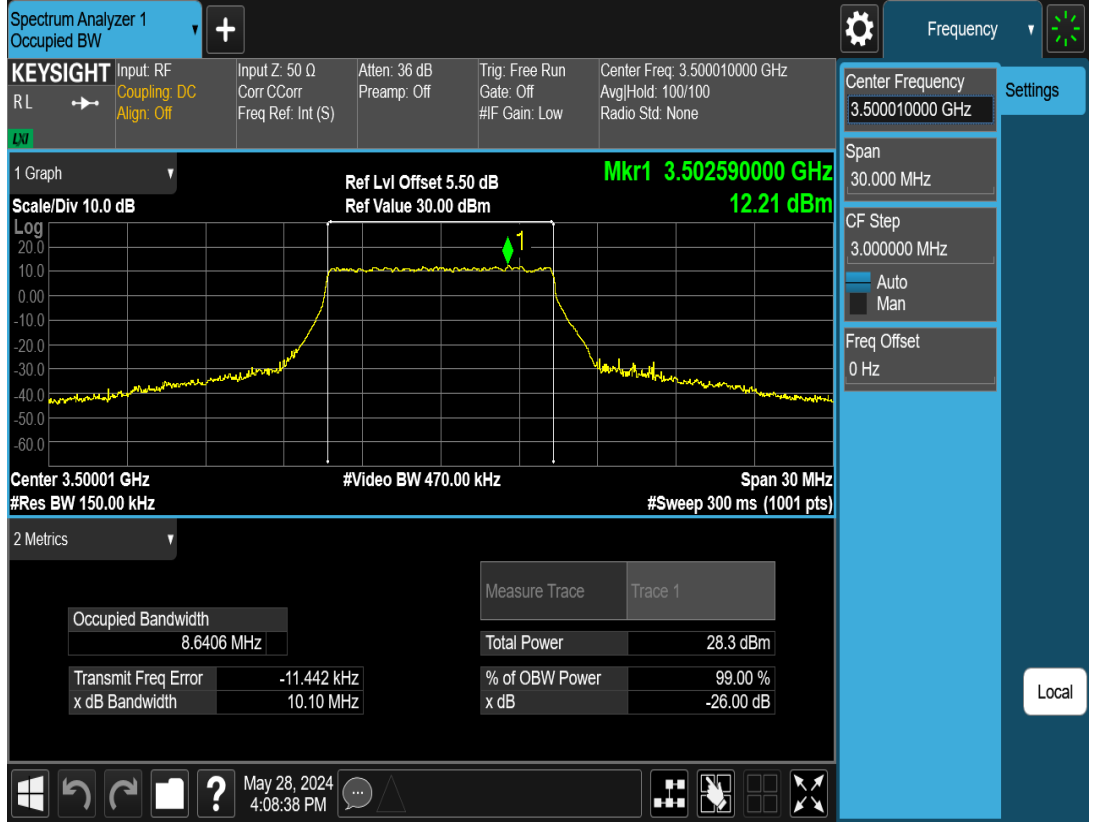 Spectrum Analyzer 1
Occupied BW
+
Frequency
KEYSIGHT
RL
LXI
Input: RF
Coupling: DC
Align: Off
Input Z: 50 Ω
Corr CCorr
Freq Ref: Int (S)
Atten: 36 dB
Preamp: Off
Trig: Free Run
Gate: Off
#IF Gain: Low
Center Freq: 3.500010000 GHz
Avg|Hold: 100/100
Radio Std: None
Center Frequency
3.500010000 GHz
Settings
Span
30.000 MHz
CF Step
3.000000 MHz
Auto
Man
Freq Offset
0 Hz
Local
1 Graph
Scale/Div 10.0 dB
Ref Lvl Offset 5.50 dB
Ref Value 30.00 dBm
Mkr1 3.502590000 GHz
12.21 dBm
Log
1
20.0
10.0
0.00
-10.0
-20.0
-30.0
-40.0
-50.0
-60.0
Center 3.50001 GHz
#Video BW 470.00 kHz
Span 30 MHz
#Res BW 150.00 kHz
#Sweep 300 ms (1001 pts)
2 Metrics
Measure Trace
Trace 1
Occupied Bandwidth
8.6406 MHz
Total Power
28.3 dBm
Transmit Freq Error
-11.442 kHz
% of OBW Power
99.00 %
x dB Bandwidth
10.10 MHz
x dB
-26.00 dB
?
May 28, 2024
4:08:38 PM